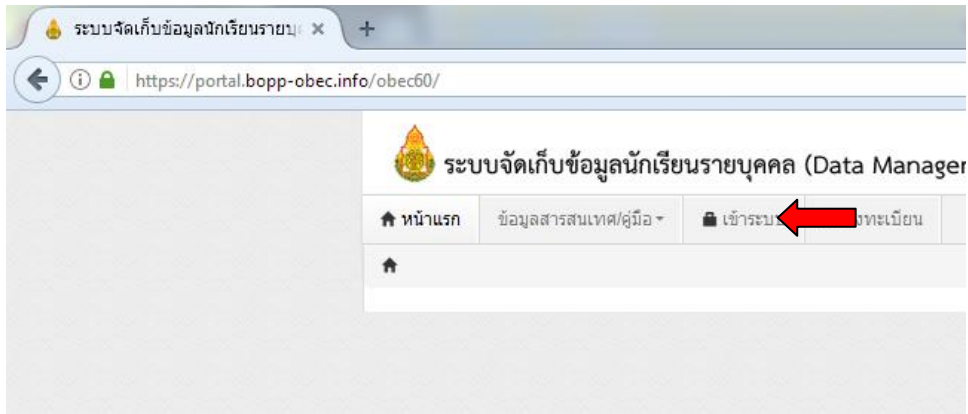 ระบบจัดเก็บข้อมูลนักเรียนรายบุ
https://portal.bopp-obec.info/obec60/
ระบบจัดเก็บข้อมูลนักเรียนรายบุคคล (Data Manager
หน้าแรก ข้อมูลสารสนเทศ/คู่มือ เข้าระบบ